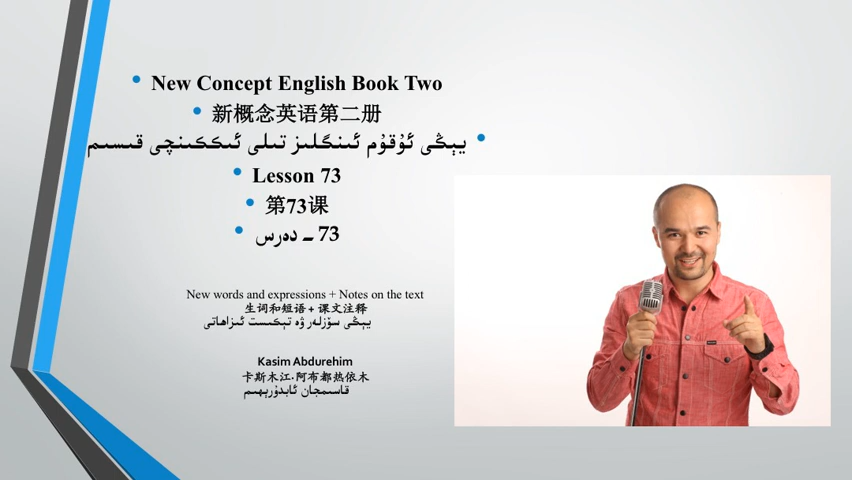 New Concept English Book Two
新概念英语第二册
يېڭى ئۇقۇم ئىنگلىز تىلى ئىككىنچى قىسىم
Lesson 73
第73课
73 ـ دەرس
New words and expressions + Notes on the text
生词和短语 + 课文注释
يېڭى سۆزلەر ۋە تېكىست ئىزاھاتى
Kasim Abdurehim
卡斯木江·阿布都热依木
قاسىمجان ئابدۇرېھىم